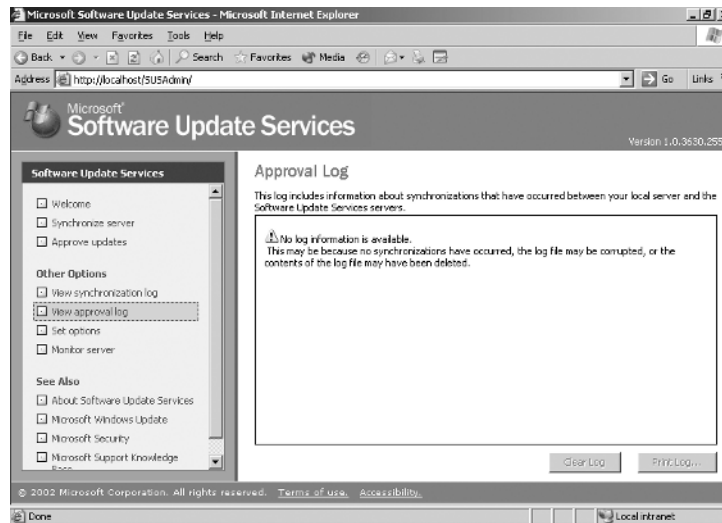 Microsoft Software Update Services - Microsoft Internet Explorer
File Edit View Favorites Tools Help
Back Search Favorites Media
Address http://localhost/SUSAdmin/ Go Links
Microsoft
Software Update Services
Version 1.0.3630.255
Software Update Services
Welcome
Synchronize server
Approve updates
Other Options
View synchronization log
View approval log
Set options
Monitor server
See Also
About Software Update Services
Microsoft Windows Update
Microsoft Security
Microsoft Support Knowledge
Base
Approval Log
This log includes information about synchronizations that have occurred between your local server and the
Software Update Services servers.
No log information is available.
This may be because no synchronizations have occurred, the log file may be corrupted, or the
contents of the log file may have been deleted.
Clear Log Print Log...
© 2002 Microsoft Corporation. All rights reserved. Terms of use. Accessibility.
Done Local intranet